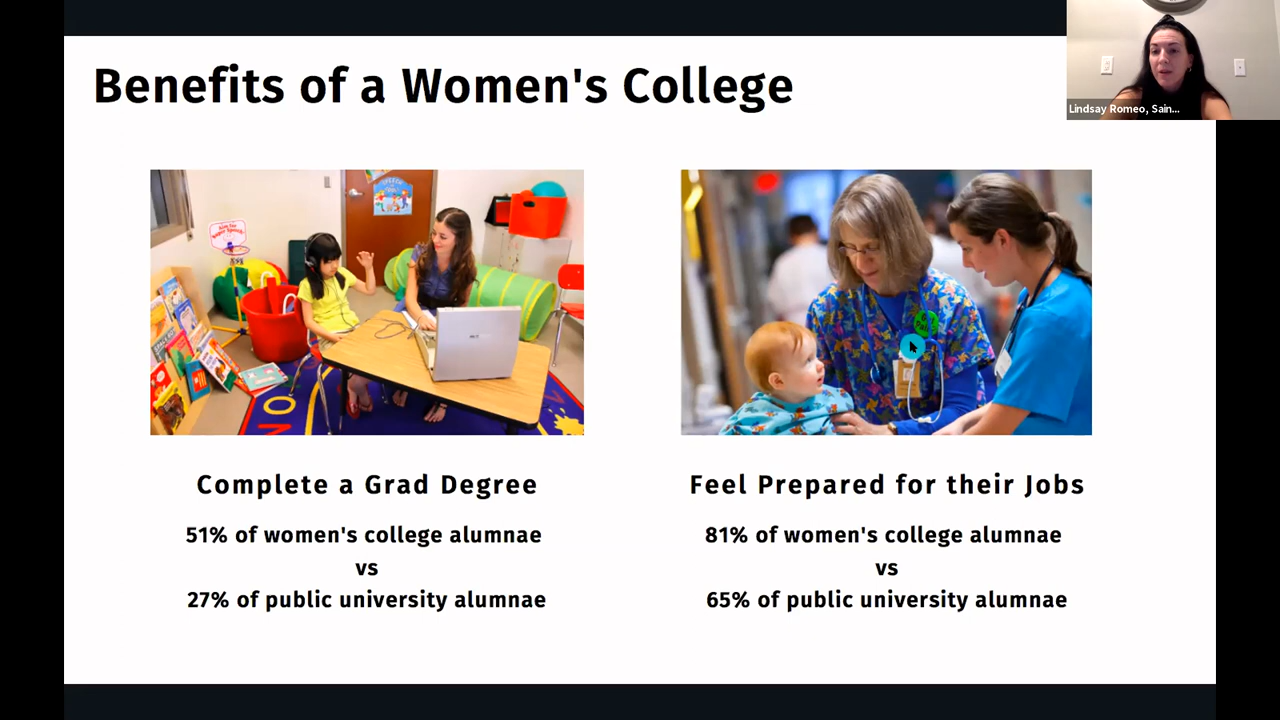 Benefits of a Women's College
Lindsay Romeo, Sain...
SPEECH
Complete a Grad Degree
51% of women's college alumnae
vs
27% of public university alumnae
Feel Prepared for their Jobs
81% of women's college alumnae
vs
65% of public university alumnae